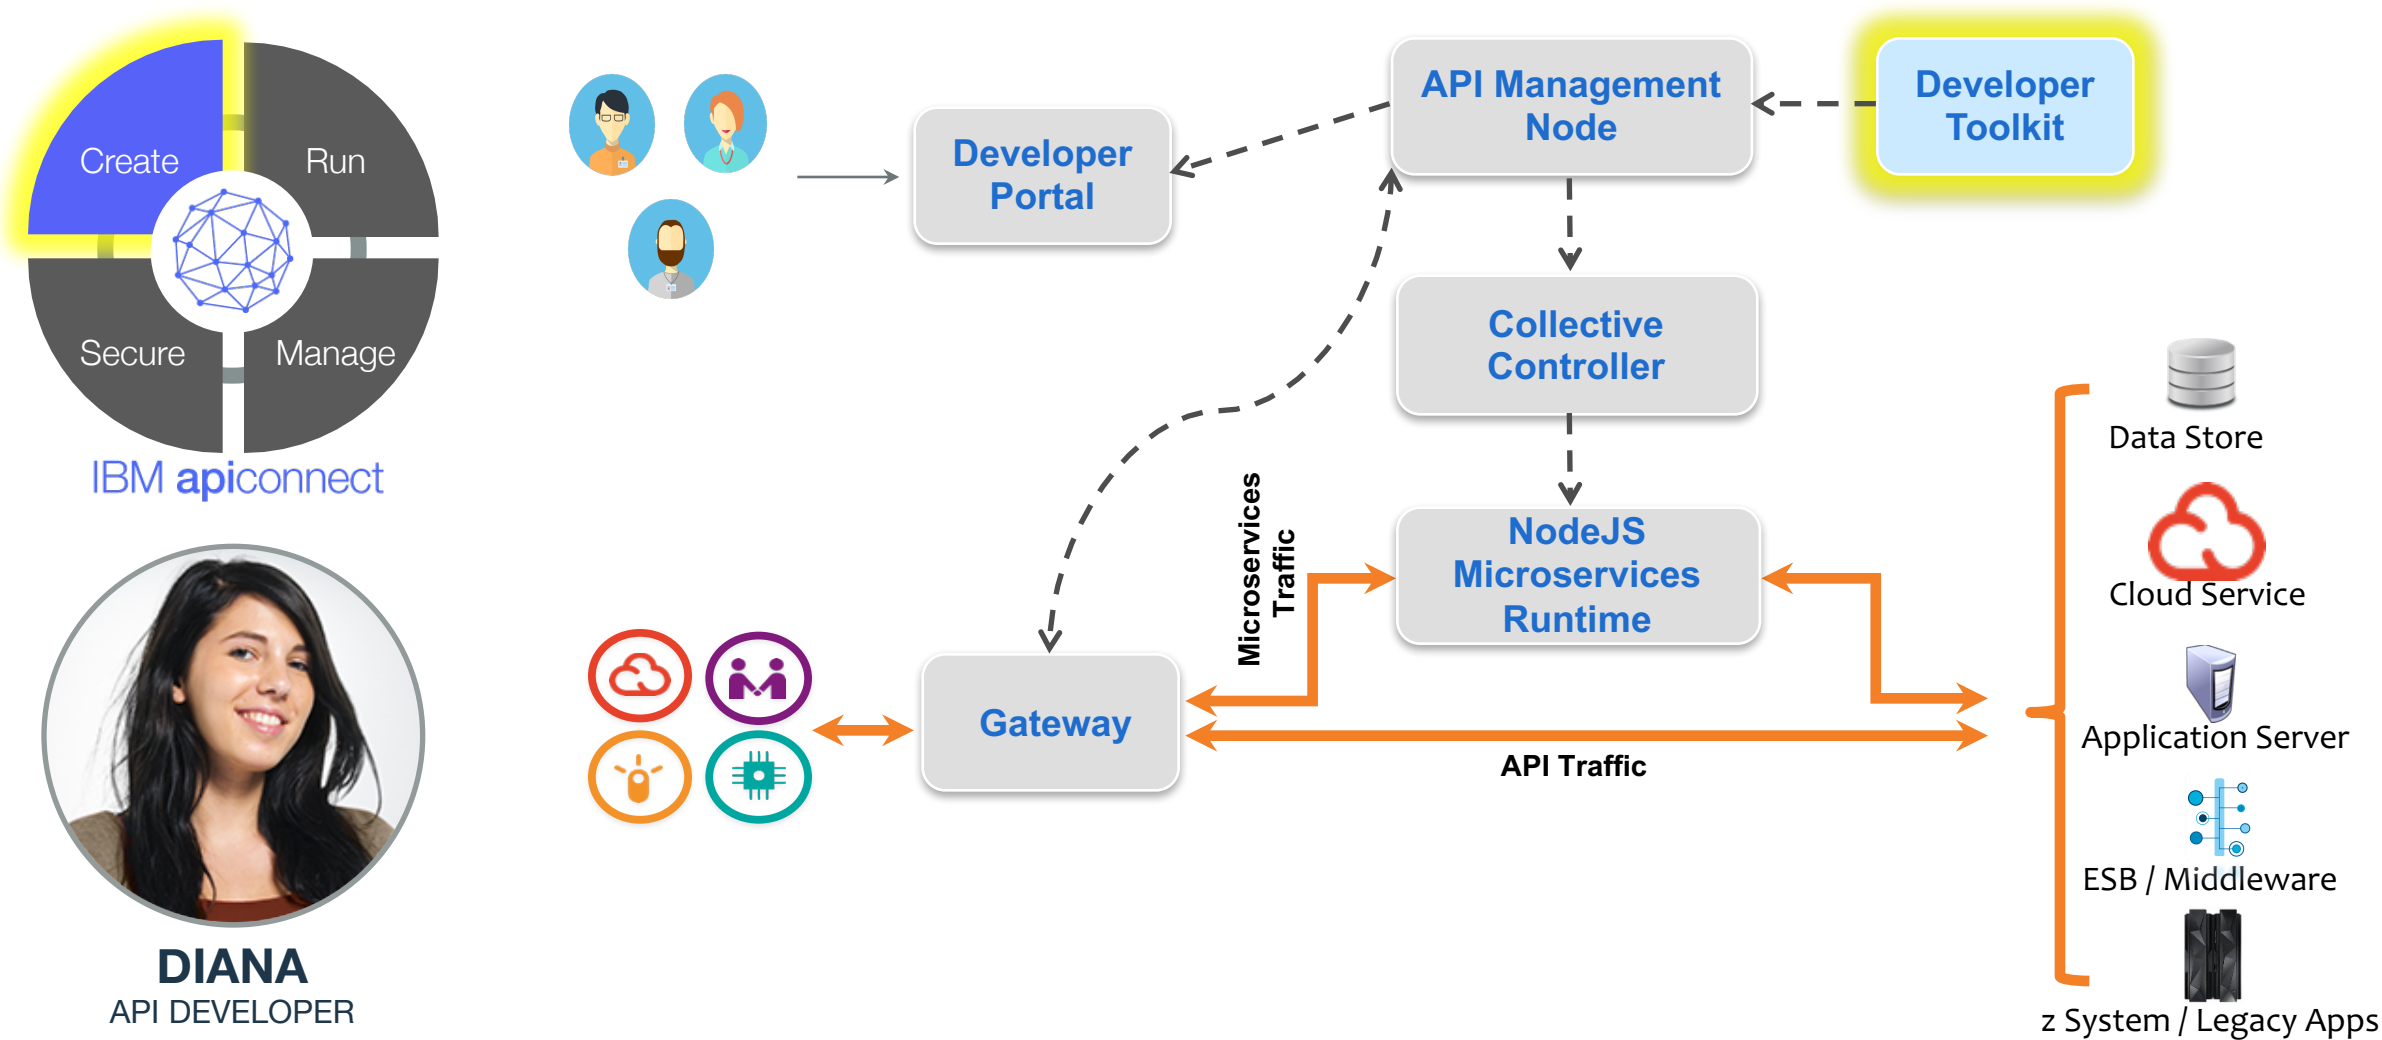 Create
Run
Secure
Manage
IBM apiconnect
DIANA
API DEVELOPER
Developer
Portal
API Management
Node
Developer
Toolkit
Collective
Controller
NodeJS
Microservices
Runtime
Microservices
Traffic
Gateway
API Traffic
Data Store
Cloud Service
Application Server
ESB / Middleware
z System / Legacy Apps